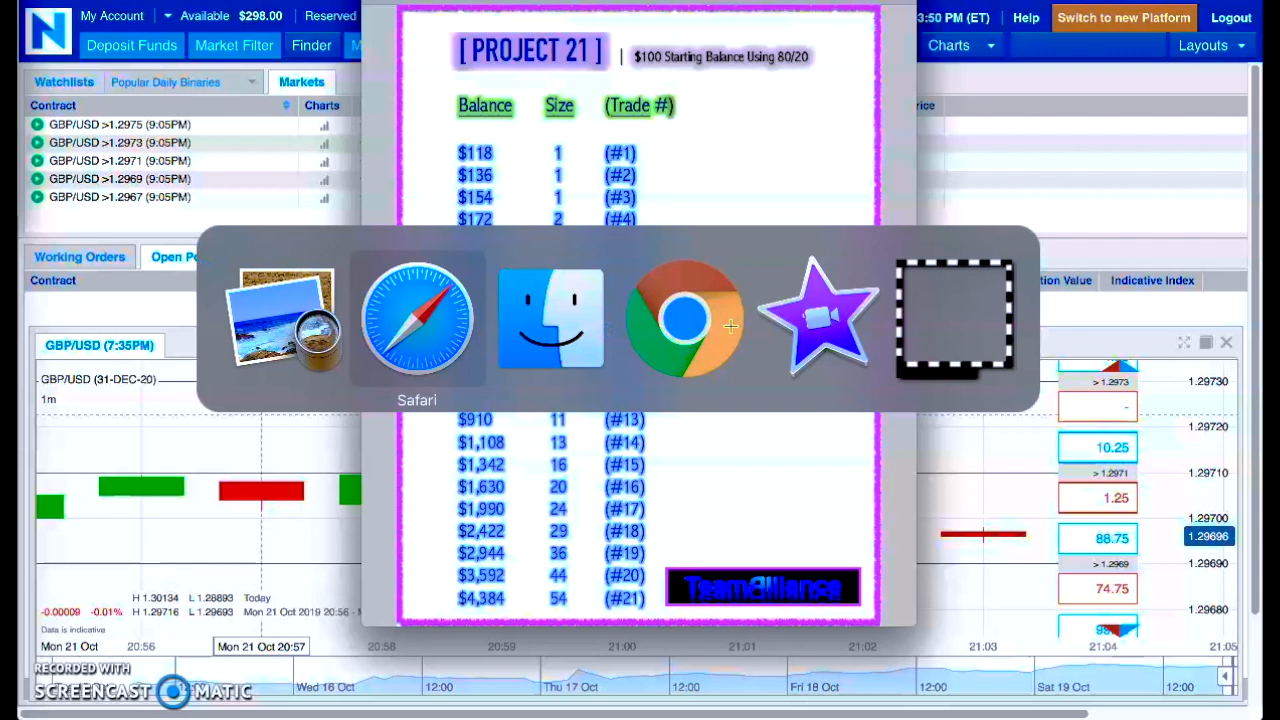 My Account
Available $298.00
Reserved
3:50 PM (ET)
Help
Switch to new Platform
Logout
Deposit Funds
Market Filter
Finder
Charts
Layouts
Watchlists
Popular Daily Binaries
Markets
Contract
Charts
GBP/USD >1.2975 (9:05PM)
GBP/USD >1.2973 (9:05PM)
GBP/USD >1.2971 (9:05PM)
GBP/USD >1.2969 (9:05PM)
GBP/USD >1.2967 (9:05PM)
[ PROJECT 21 ] | $100 Starting Balance Using 80/20
Balance Size (Trade #)
$118 1 (#1)
$136 1 (#2)
$154 1 (#3)
$172 2 (#4)
Safari
$910 11 (#13)
$1,108 13 (#14)
$1,342 16 (#15)
$1,630 20 (#16)
$1,990 24 (#17)
$2,422 29 (#18)
$2,944 36 (#19)
$3,592 44 (#20)
$4,384 54 (#21)
TeamAlliance
Working Orders
Contract
Indicative Index
GBP/USD (7:35PM)
GBP/USD (31-DEC-20)
1m
> 1.2973
-
10.25
> 1.2971
1.25
88.75
> 1.2969
74.75
1.29730
1.29720
1.29710
1.29700
1.29696
1.29690
1.29680
H 1.30134 L 1.28893 Today
-0.00009 -0.01% H 1.29716 L 1.29693 Mon 21 Oct 2019 20:56 -
Data is indicative
Mon 21 Oct 20:56 Mon 21 Oct 20:57 20:58 20:59 21:00 21:01 21:02 21:03 21:04 21:05
Wed 16 Oct 12:00 Thu 17 Oct 12:00 Fri 18 Oct 12:00 Sat 19 Oct 12:00
RECORDED WITH
SCREENCAST MATIC